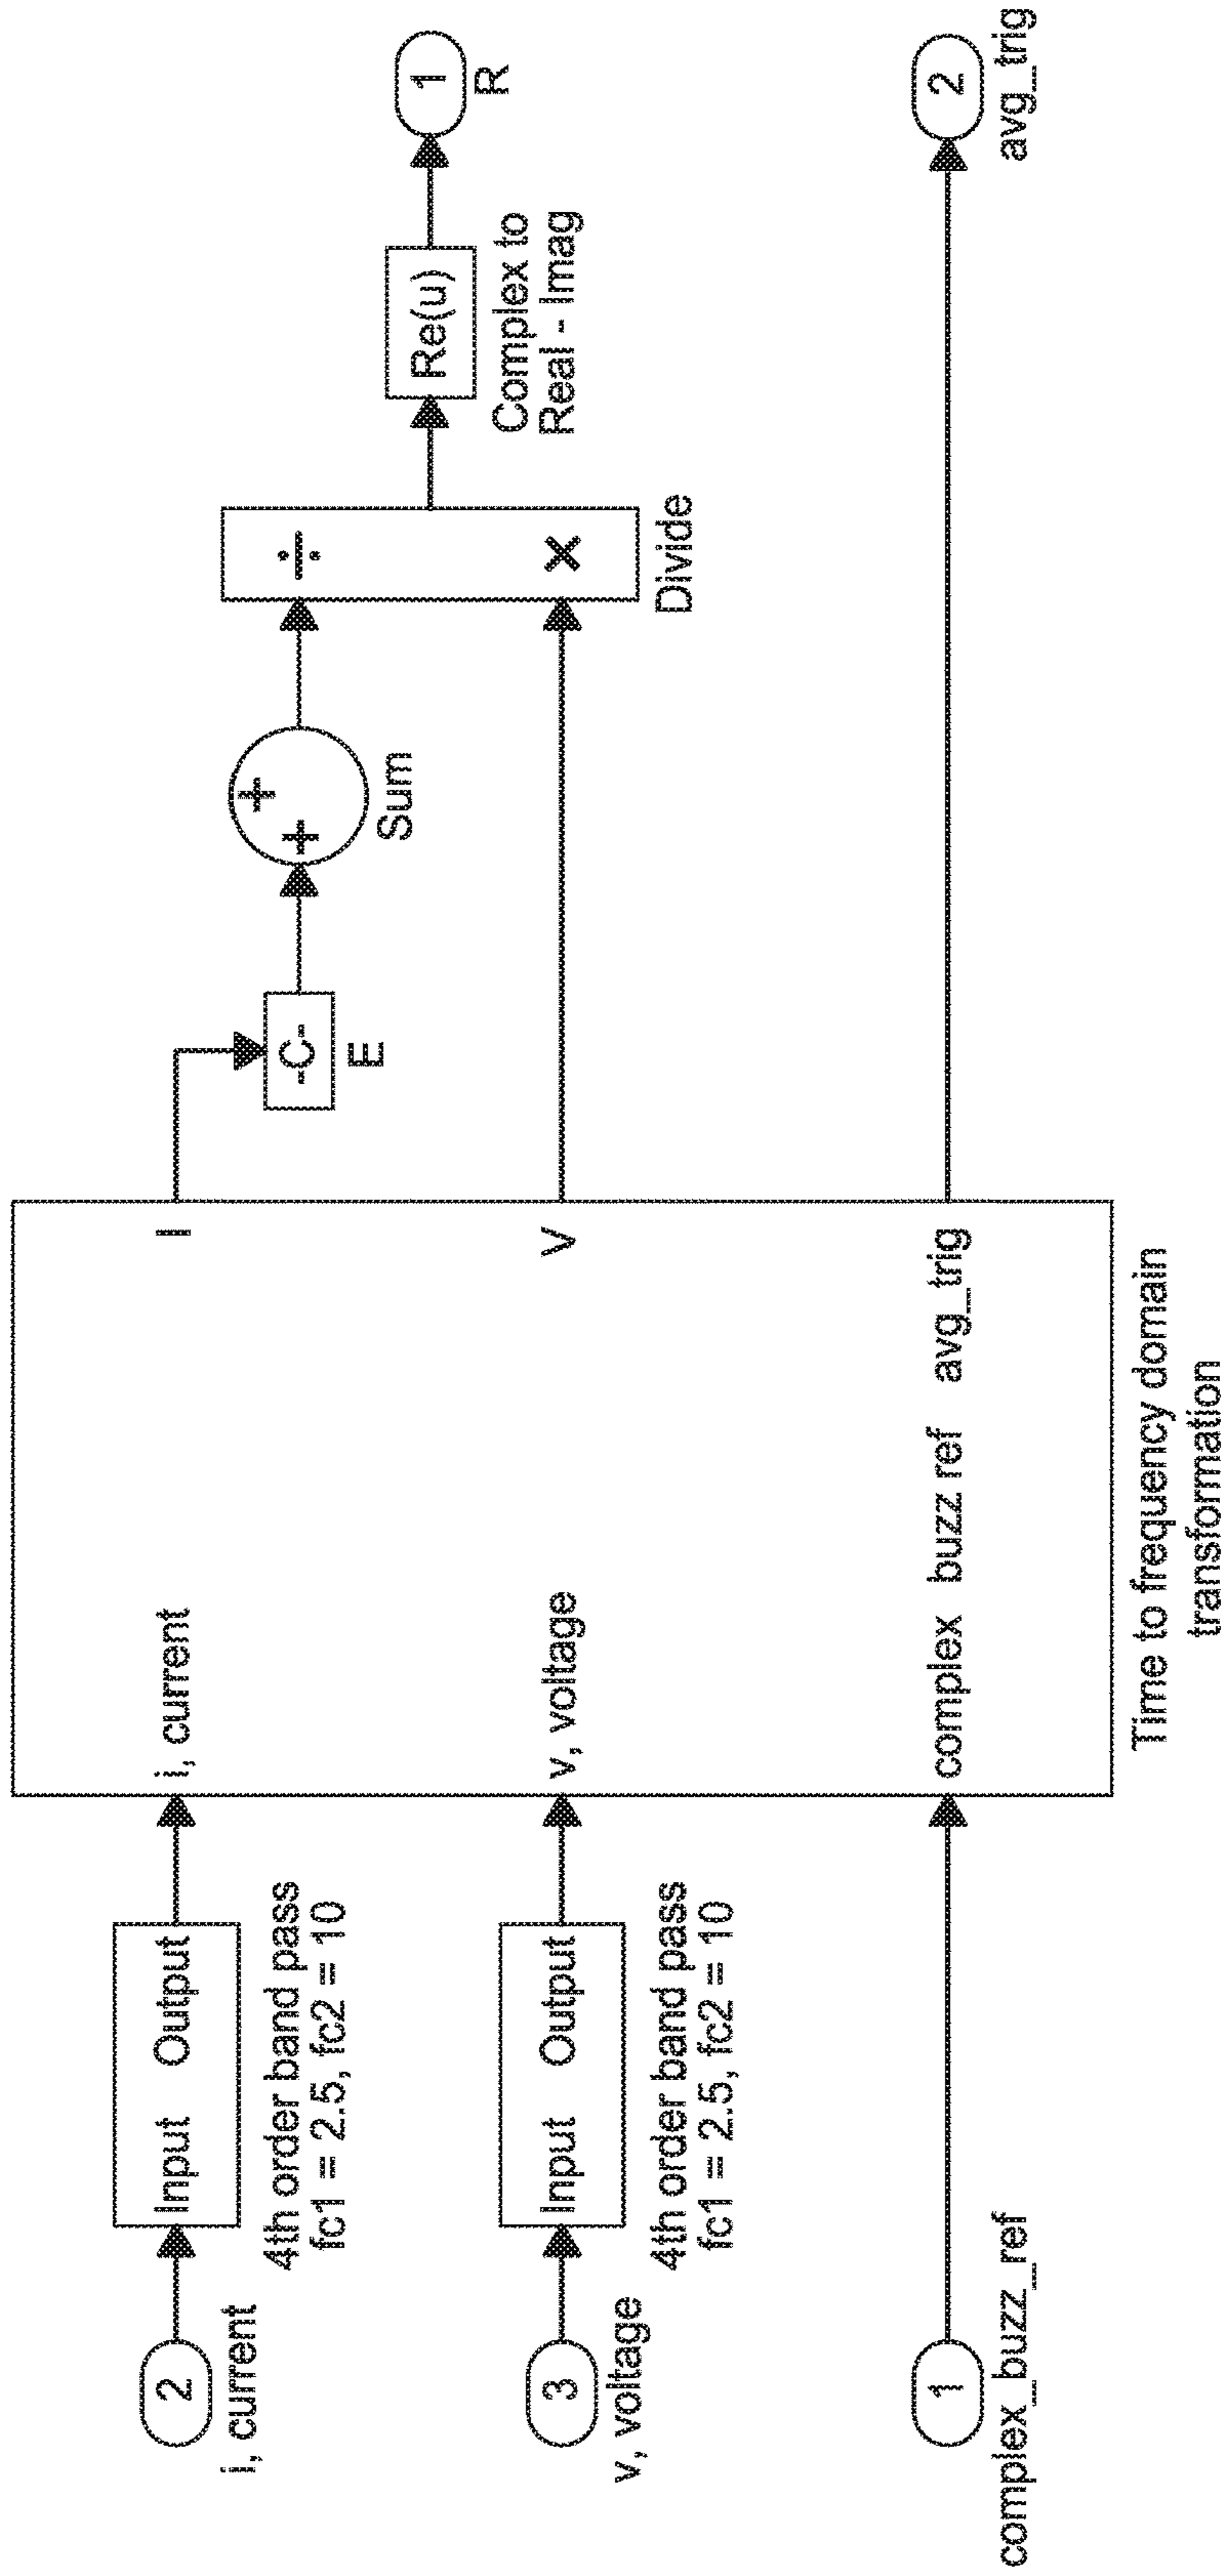 2
i, current
Input Output
4th order band pass
fc1 = 2.5, fc2 = 10
3
v, voltage
Input Output
4th order band pass
fc1 = 2.5, fc2 = 10
1
complex_buzz_ref
i, current I
v, voltage V
complex buzz ref avg_trig
Time to frequency domain
transformation
-C-
E
+
+
Sum
÷
×
Divide
Re(u)
Complex to
Real - Imag
1
R
2
avg_trig